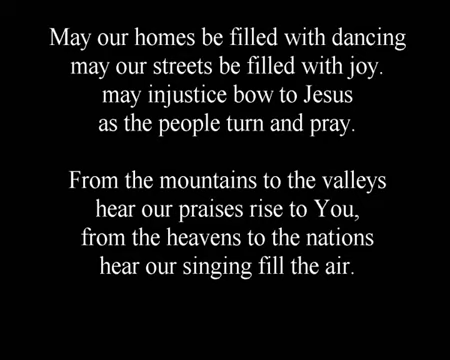 May our homes be filled with dancing
may our streets be filled with joy.
may injustice bow to Jesus
as the people turn and pray.
From the mountains to the valleys
hear our praises rise to You,
from the heavens to the nations
hear our singing fill the air.